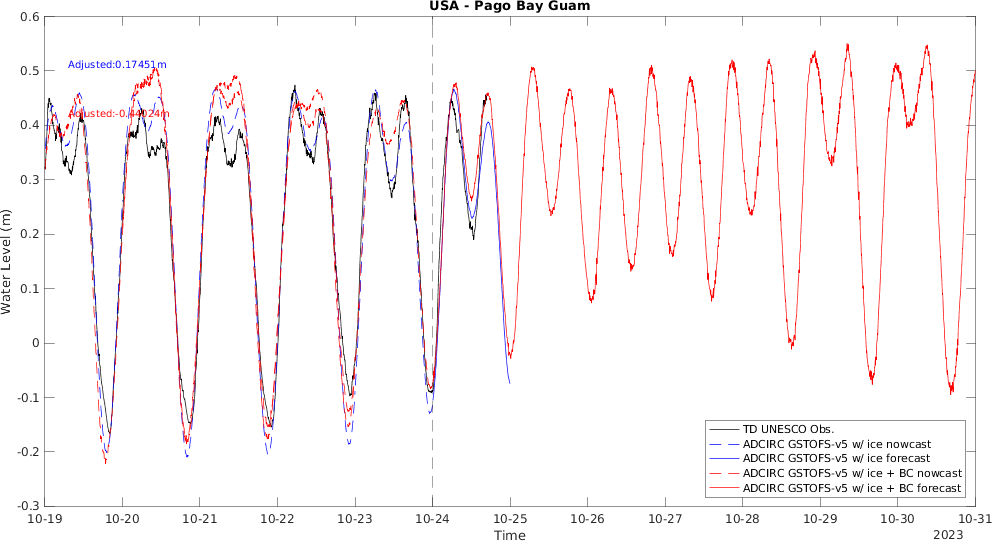 USA - Pago Bay Guam
0.6
0.5
0.4
0.3
0.2
0.1
0
-0.1
-0.2
-0.3
Water Level (m)
Adjusted:0.17451m
TD UNESCO Obs.
ADCIRC GSTOFS-v5 w/ ice nowcast
ADCIRC GSTOFS-v5 w/ ice forecast
ADCIRC GSTOFS-v5 w/ ice + BC nowcast
ADCIRC GSTOFS-v5 w/ ice + BC forecast
10-19 10-20 10-21 10-22 10-23 10-24 10-25 10-26 10-27 10-28 10-29 10-30 10-31
Time
2023